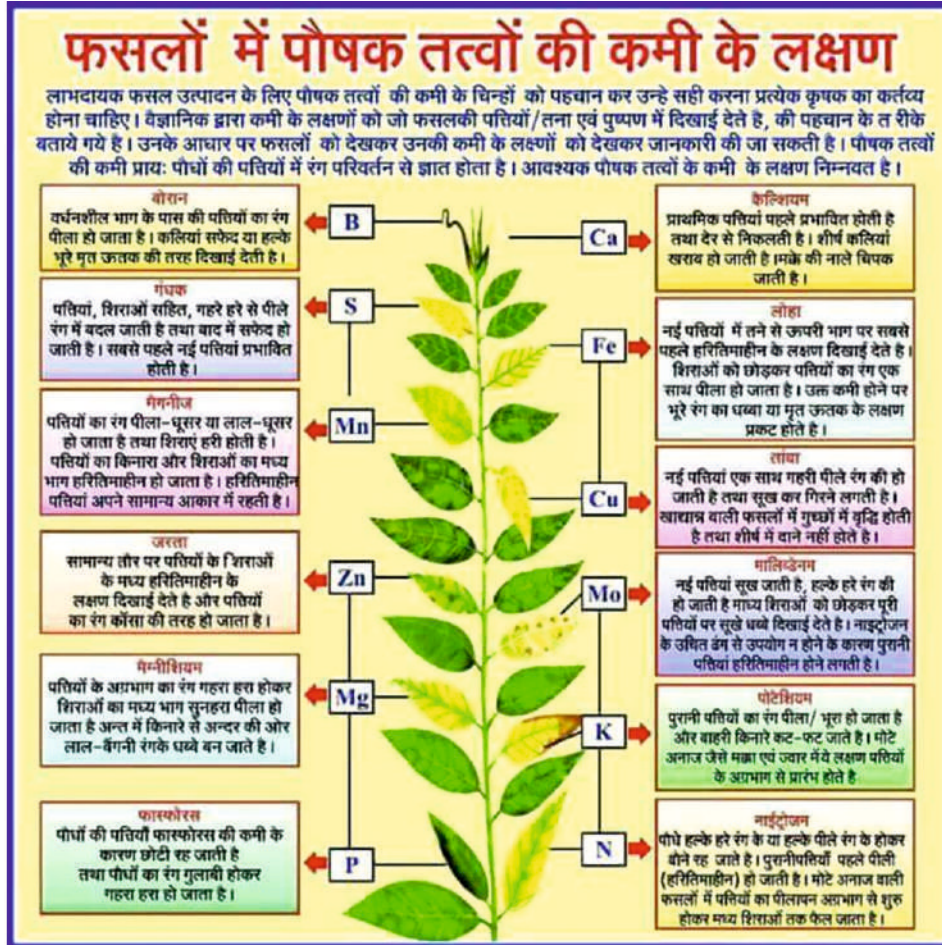 फसलों में पौषक तत्वों की कमी के लक्षण
लाभदायक फसल उत्पादन के लिए पौषक तत्वों की कमी के चिन्हों को पहचान कर उन्हे सही करना प्रत्येक कृषक का कर्तव्य
होना चाहिए। वैज्ञानिक द्वारा कमी के लक्षणों को जो फसलकी पत्तियों/तना एवं पुष्पण में दिखाई देते है, की पहचान के त रीके
बताये गये है। उनके आधार पर फसलों को देखकर उनकी कमी के लक्ष्णों को देखकर जानकारी की जा सकती है। पौषक तत्वों
की कमी प्रायः पौधों की पत्तियों में रंग परिवर्तन से ज्ञात होता है। आवश्यक पौषक तत्वों के कमी के लक्षण निम्नवत है।
बोरान
वर्धनशील भाग के पास की पत्तियों का रंग
पीला हो जाता है। कलियां सफेद या हल्के
भूरे मृत ऊतक की तरह दिखाई देती है।
B
गंधक
पत्तियां, शिराओं सहित, गहरे हरे से पीले
रंग में बदल जाती है तथा बाद में सफेद हो
जाती है। सबसे पहले नई पत्तियां प्रभावित
होती है।
S
मैगनीज
पत्तियों का रंग पीला-धूसर या लाल-धूसर
हो जाता है तथा शिराएं हरी होती है।
पत्तियों का किनारा और शिराओं का मध्य
भाग हरितिमाहीन हो जाता है। हरितिमाहीन
पत्तियां अपने सामान्य आकार में रहती है।
Mn
जस्ता
सामान्य तौर पर पत्तियों के शिराओं
के मध्य हरितिमाहीन के
लक्षण दिखाई देते है और पत्तियों
का रंग काँसा की तरह हो जाता है।
Zn
मैग्नीशियम
पत्तियों के अग्रभाग का रंग गहरा हरा होकर
शिराओं का मध्य भाग सुनहरा पीला हो
जाता है अन्त में किनारे से अन्दर की ओर
लाल-बैंगनी रंगके धब्बे बन जाते है।
Mg
फास्फोरस
पौधों की पत्तियाँ फास्फोरस की कमी के
कारण छोटी रह जाती है
तथा पौधों का रंग गुलाबी होकर
गहरा हरा हो जाता है।
P
कैल्शियम
प्राथमिक पत्तियां पहले प्रभावित होती है
तथा देर से निकलती है। शीर्ष कलियां
खराब हो जाती है।मक्के की नाले चिपक
जाती है।
Ca
लोहा
नई पत्तियों में तने से ऊपरी भाग पर सबसे
पहले हरितिमाहीन के लक्षण दिखाई देते है।
शिराओं को छोड़कर पत्तियों का रंग एक
साथ पीला हो जाता है। उक्त कमी होने पर
भूरे रंग का धब्बा या मृत ऊतक के लक्षण
प्रकट होते है।
Fe
तांबा
नई पत्तियां एक साथ गहरी पीले रंग की हो
जाती है तथा सूख कर गिरने लगती है।
खाद्यान्न वाली फसलों में गुच्छों में वृद्धि होती
है तथा शीर्ष में दाने नहीं होते है।
Cu
मालिब्डेनम
नई पत्तियां सूख जाती है, हल्के हरे रंग की
हो जाती है माध्य शिराओं को छोड़कर पूरी
पत्तियों पर सूखे धब्बे दिखाई देते है। नाइट्रोजन
के उचित ढंग से उपयोग न होने के कारण पुरानी
पत्तियां हरितिमाहीन होने लगती है।
Mo
पोटेशियम
पुरानी पत्तियों का रंग पीला/ भूरा हो जाता है
और बाहरी किनारे कट-फट जाते है। मोटे
अनाज जैसे मक्का एवं ज्वार मेंये लक्षण पत्तियों
के अग्रभाग से प्रारंभ होते है
K
नाईट्रोजन
पौधे हल्के हरे रंग के या हल्के पीले रंग के होकर
बौने रह जाते है। पुरानीपत्तियों पहले पीली
(हरितिमाहीन) हो जाती है। मोटे अनाज वाली
फसलों में पत्तियों का पीलापन अग्रभाग से शुरु
होकर मध्य शिराओं तक फैल जाता है।
N